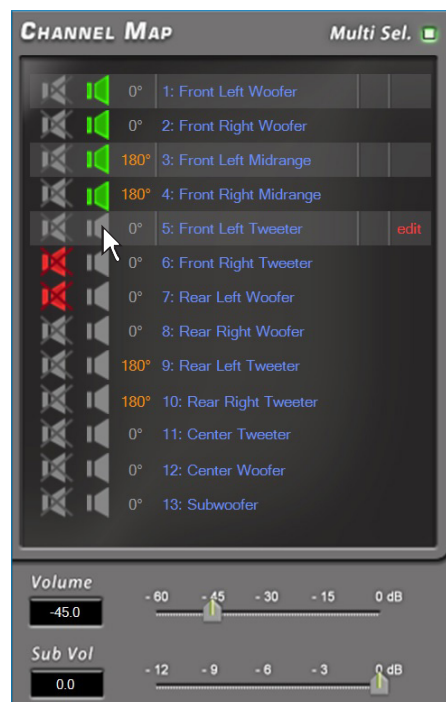 CHANNEL MAP Multi Sel.
0° 1: Front Left Woofer
0° 2: Front Right Woofer
180° 3: Front Left Midrange
180° 4: Front Right Midrange
0° 5: Front Left Tweeter edit
0° 6: Front Right Tweeter
0° 7: Rear Left Woofer
0° 8: Rear Right Woofer
180° 9: Rear Left Tweeter
180° 10: Rear Right Tweeter
0° 11: Center Tweeter
0° 12: Center Woofer
0° 13: Subwoofer
Volume
- 60 - 45 - 30 - 15 0 dB
-45.0
Sub Vol
- 12 - 9 - 6 - 3 0 dB
0.0